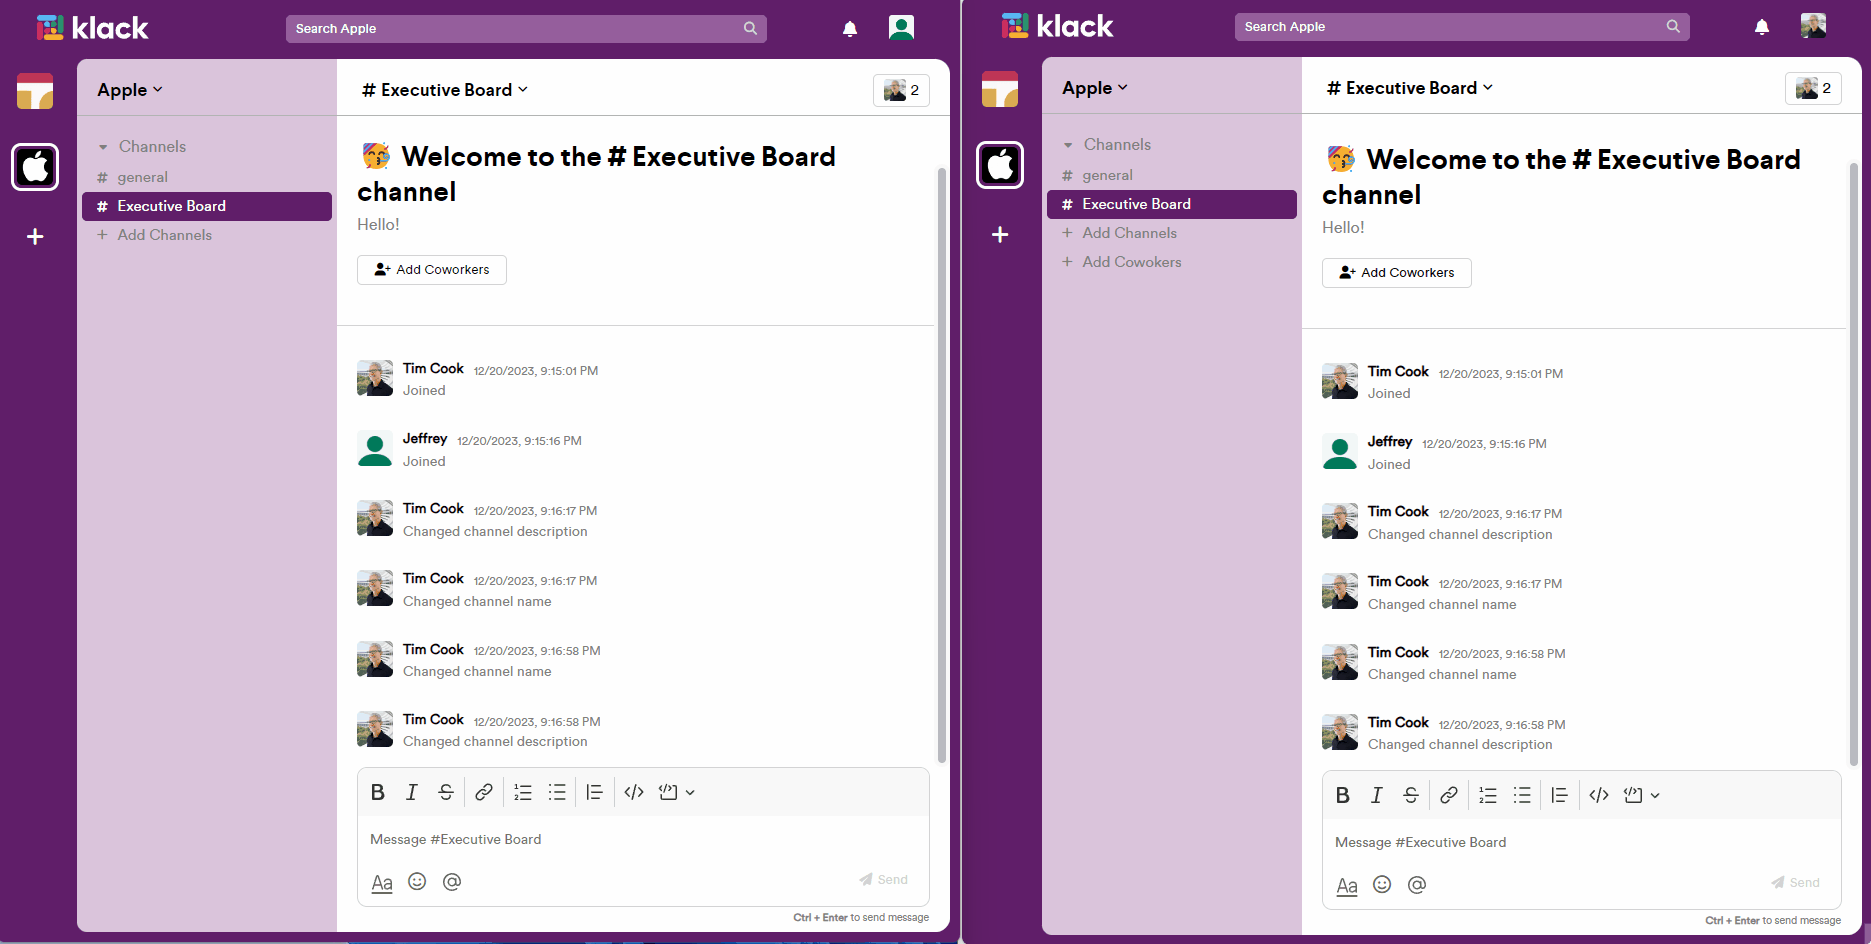 klack
Search Apple
Apple
# Executive Board
2
Channels
# general
# Executive Board
+ Add Channels
Welcome to the # Executive Board
channel
Hello!
Add Coworkers
Tim Cook 12/20/2023, 9:15:01 PM
Joined
Jeffrey 12/20/2023, 9:15:16 PM
Joined
Tim Cook 12/20/2023, 9:16:17 PM
Changed channel description
Tim Cook 12/20/2023, 9:16:17 PM
Changed channel name
Tim Cook 12/20/2023, 9:16:58 PM
Changed channel name
Tim Cook 12/20/2023, 9:16:58 PM
Changed channel description
B I S
Message #Executive Board
Aa @
Send
Ctrl + Enter to send message
klack
Search Apple
Apple
# Executive Board
2
Channels
# general
# Executive Board
+ Add Channels
+ Add Cowokers
Welcome to the # Executive Board
channel
Hello!
Add Coworkers
Tim Cook 12/20/2023, 9:15:01 PM
Joined
Jeffrey 12/20/2023, 9:15:16 PM
Joined
Tim Cook 12/20/2023, 9:16:17 PM
Changed channel description
Tim Cook 12/20/2023, 9:16:17 PM
Changed channel name
Tim Cook 12/20/2023, 9:16:58 PM
Changed channel name
Tim Cook 12/20/2023, 9:16:58 PM
Changed channel description
B I S
Message #Executive Board
Aa @
Send
Ctrl + Enter to send message